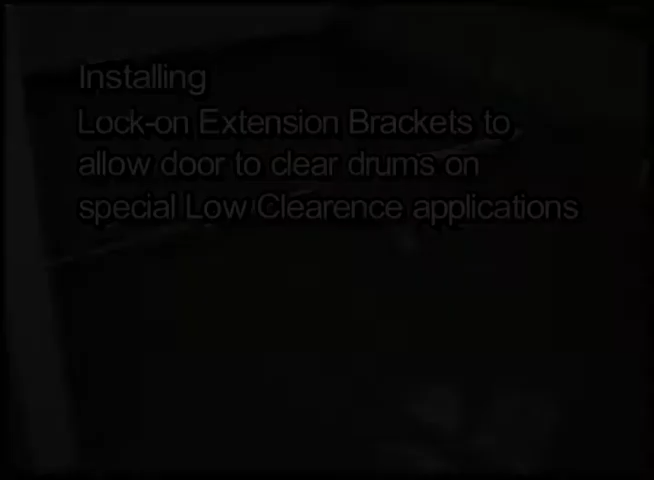 Installing
Lock-on Extension Brackets to
allow door to clear drums on
special Low Clearence applications